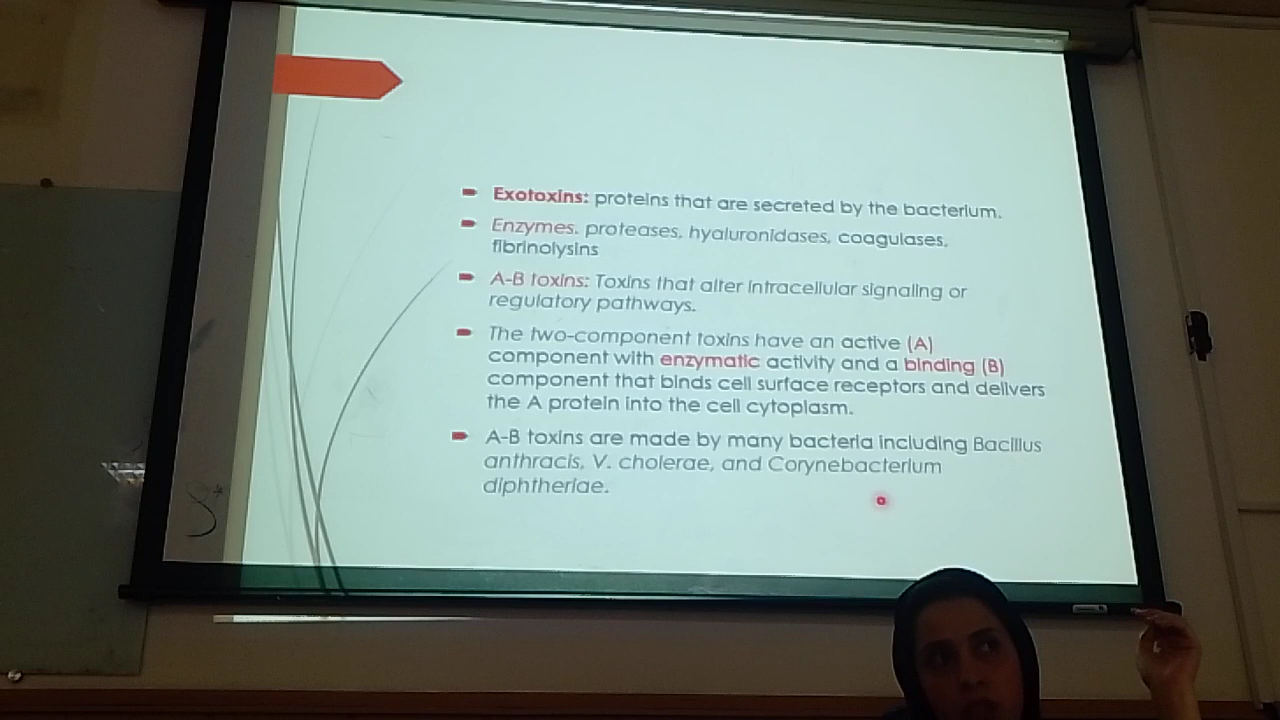 Exotoxins: proteins that are secreted by the bacterium.
Enzymes. proteases, hyaluronidases, coagulases,
fibrinolysins
A-B toxins: Toxins that alter intracellular signaling or
regulatory pathways.
The two-component toxins have an active (A)
component with enzymatic activity and a binding (B)
component that binds cell surface receptors and delivers
the A protein into the cell cytoplasm.
A-B toxins are made by many bacteria including Bacillus
anthracis, V. cholerae, and Corynebacterium
diphtheriae.